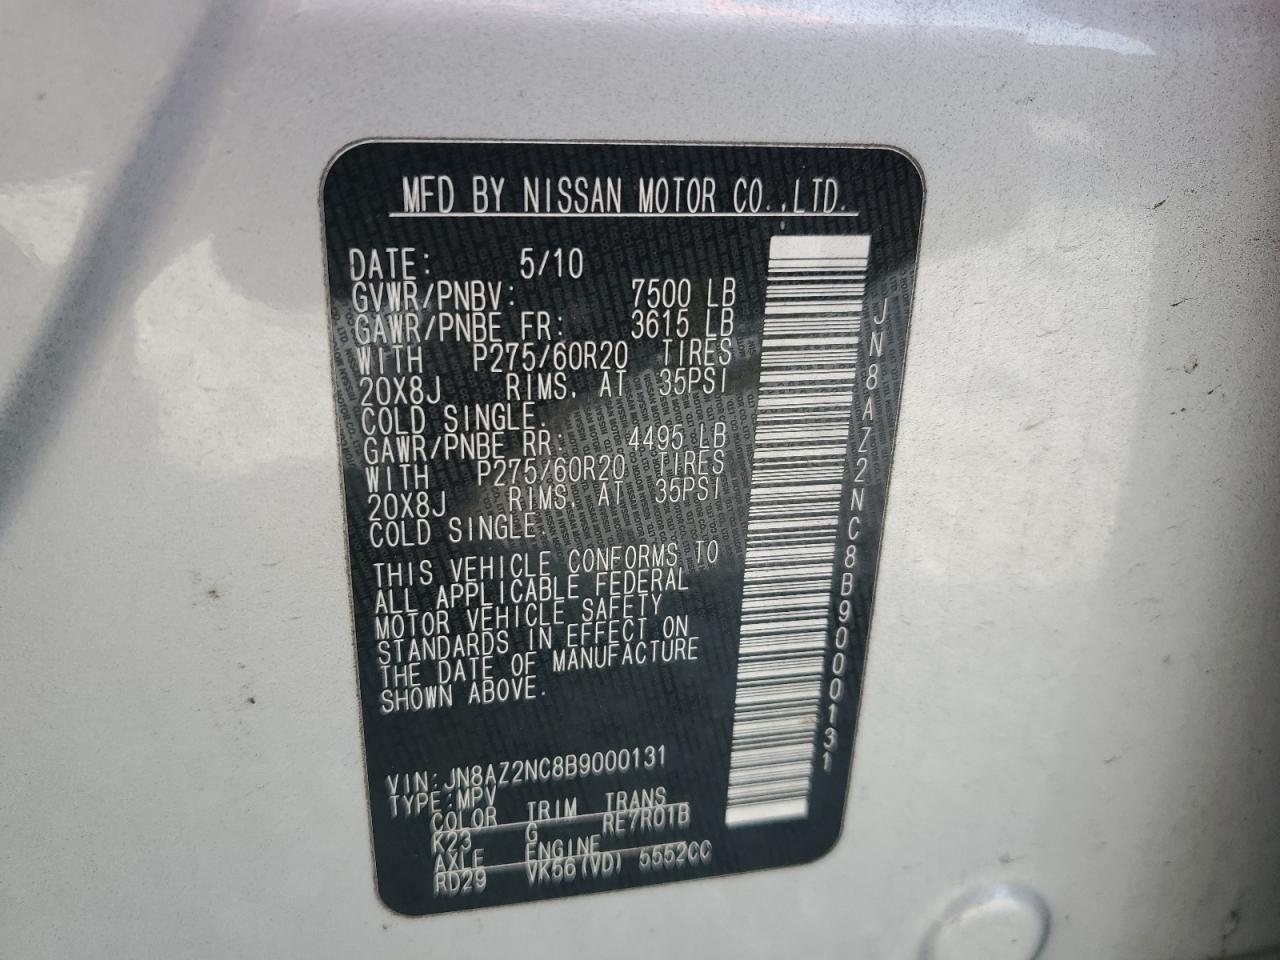 MFD BY NISSAN MOTOR CO.,LTD.
DATE: 5/10
GVWR/PNBV: 7500 LB
GAWR/PNBE FR: 3615 LB
WITH P275/60R20 TIRES
20X8J RIMS. AT 35PSI
COLD SINGLE.
GAWR/PNBE RR: 4495 LB
WITH P275/60R20 TIRES
20X8J RIMS. AT 35PSI
COLD SINGLE.
THIS VEHICLE CONFORMS TO
ALL APPLICABLE FEDERAL
MOTOR VEHICLE SAFETY
STANDARDS IN EFFECT ON
THE DATE OF MANUFACTURE
SHOWN ABOVE.
VIN:JN8AZ2NC8B9000131
TYPE:MPV
COLOR TRIM TRANS
K23 G RE7R01B
AXLE ENGINE
RD29 VK56(VD) 5552CC
JN8AZ2NC8B9000131